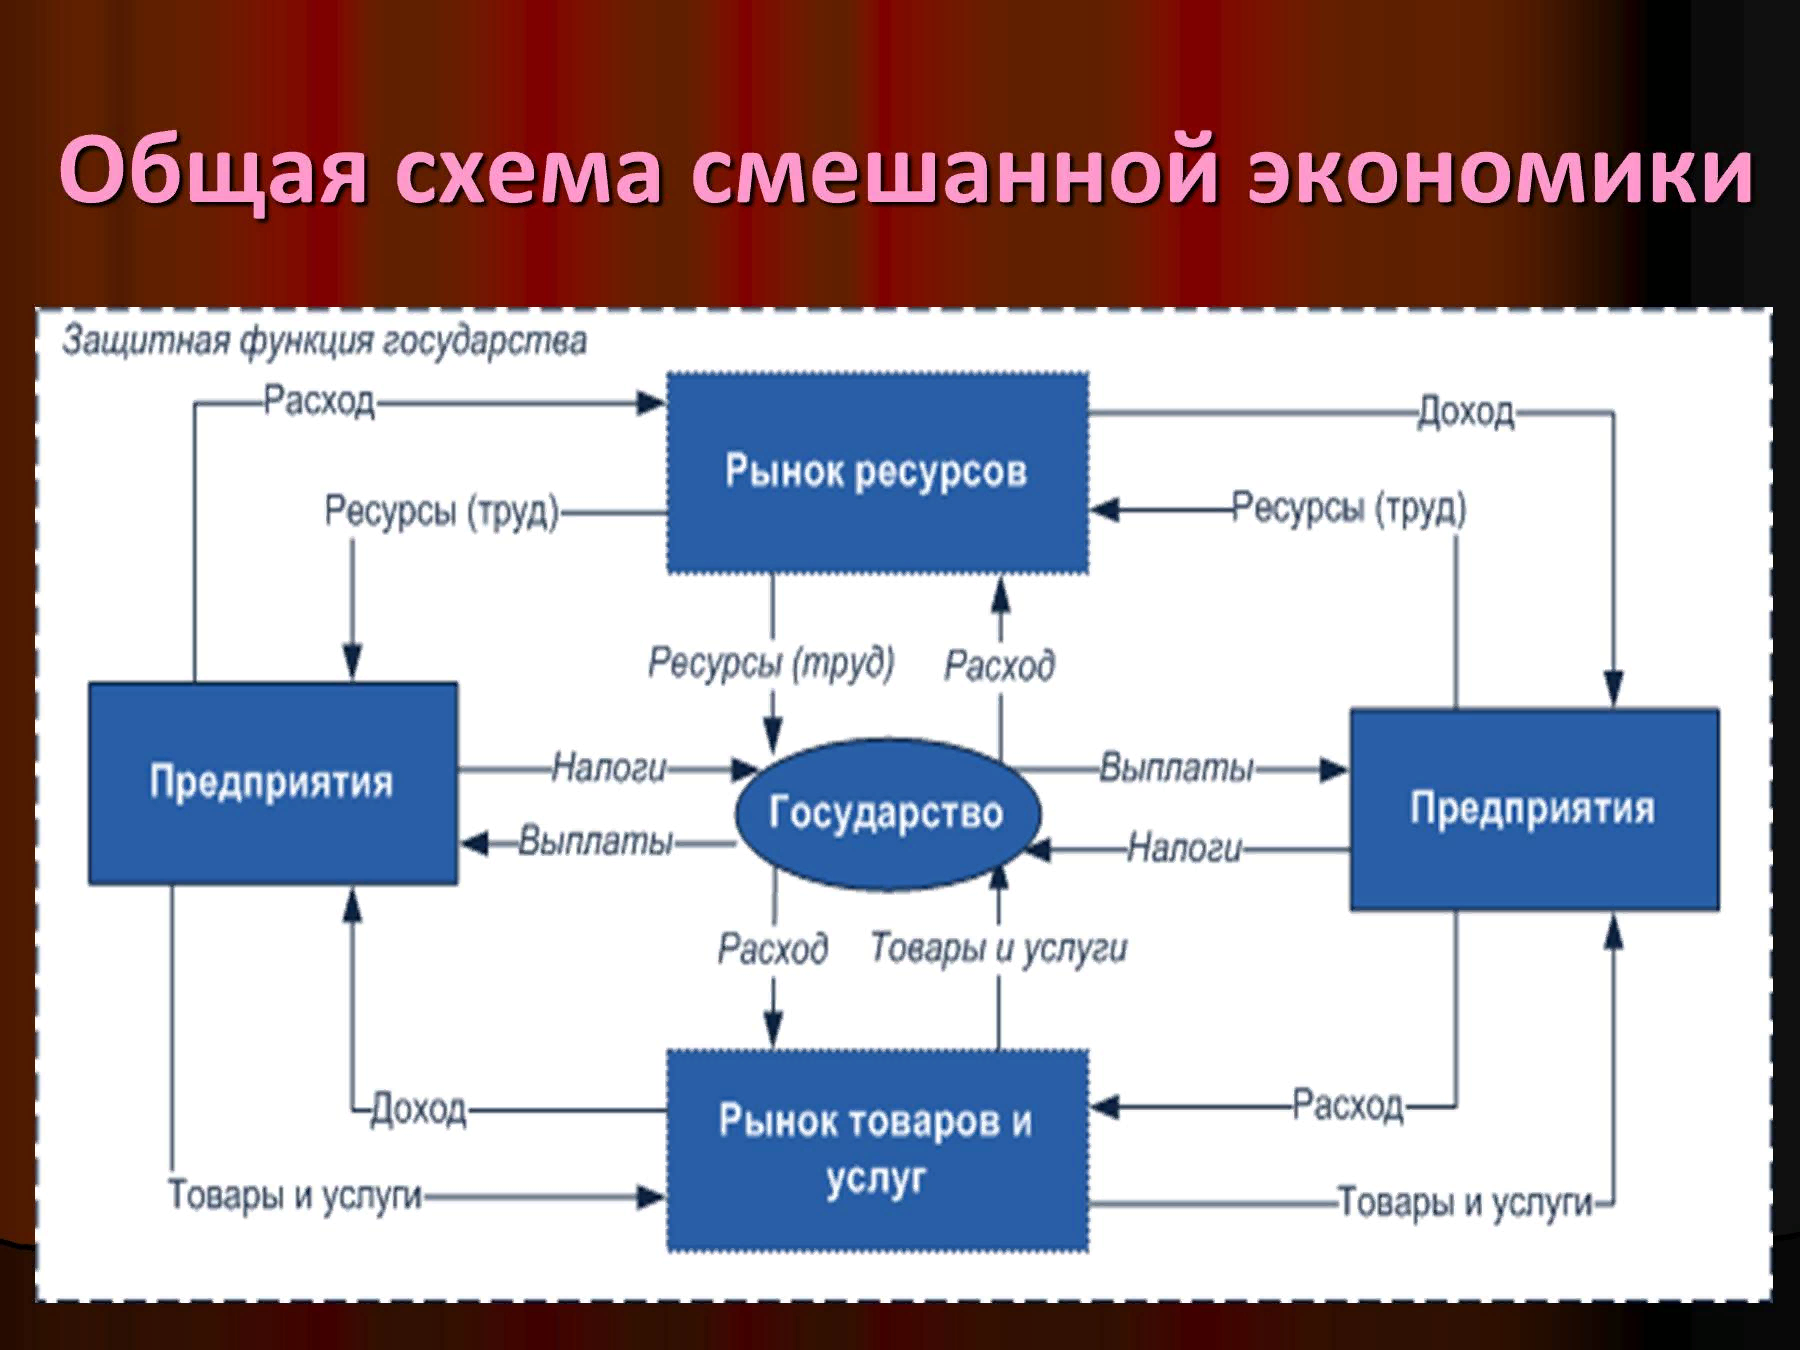 Общая схема смешанной экономики
Защитная функция государства
Расход
Доход
Рынок ресурсов
Ресурсы (труд)
Ресурсы (труд)
Ресурсы (труд)
Расход
Предприятия
Налоги
Выплаты
Государство
Выплаты
Налоги
Предприятия
Расход
Товары и услуги
Доход
Рынок товаров и
услуг
Расход
Товары и услуги
Товары и услуги